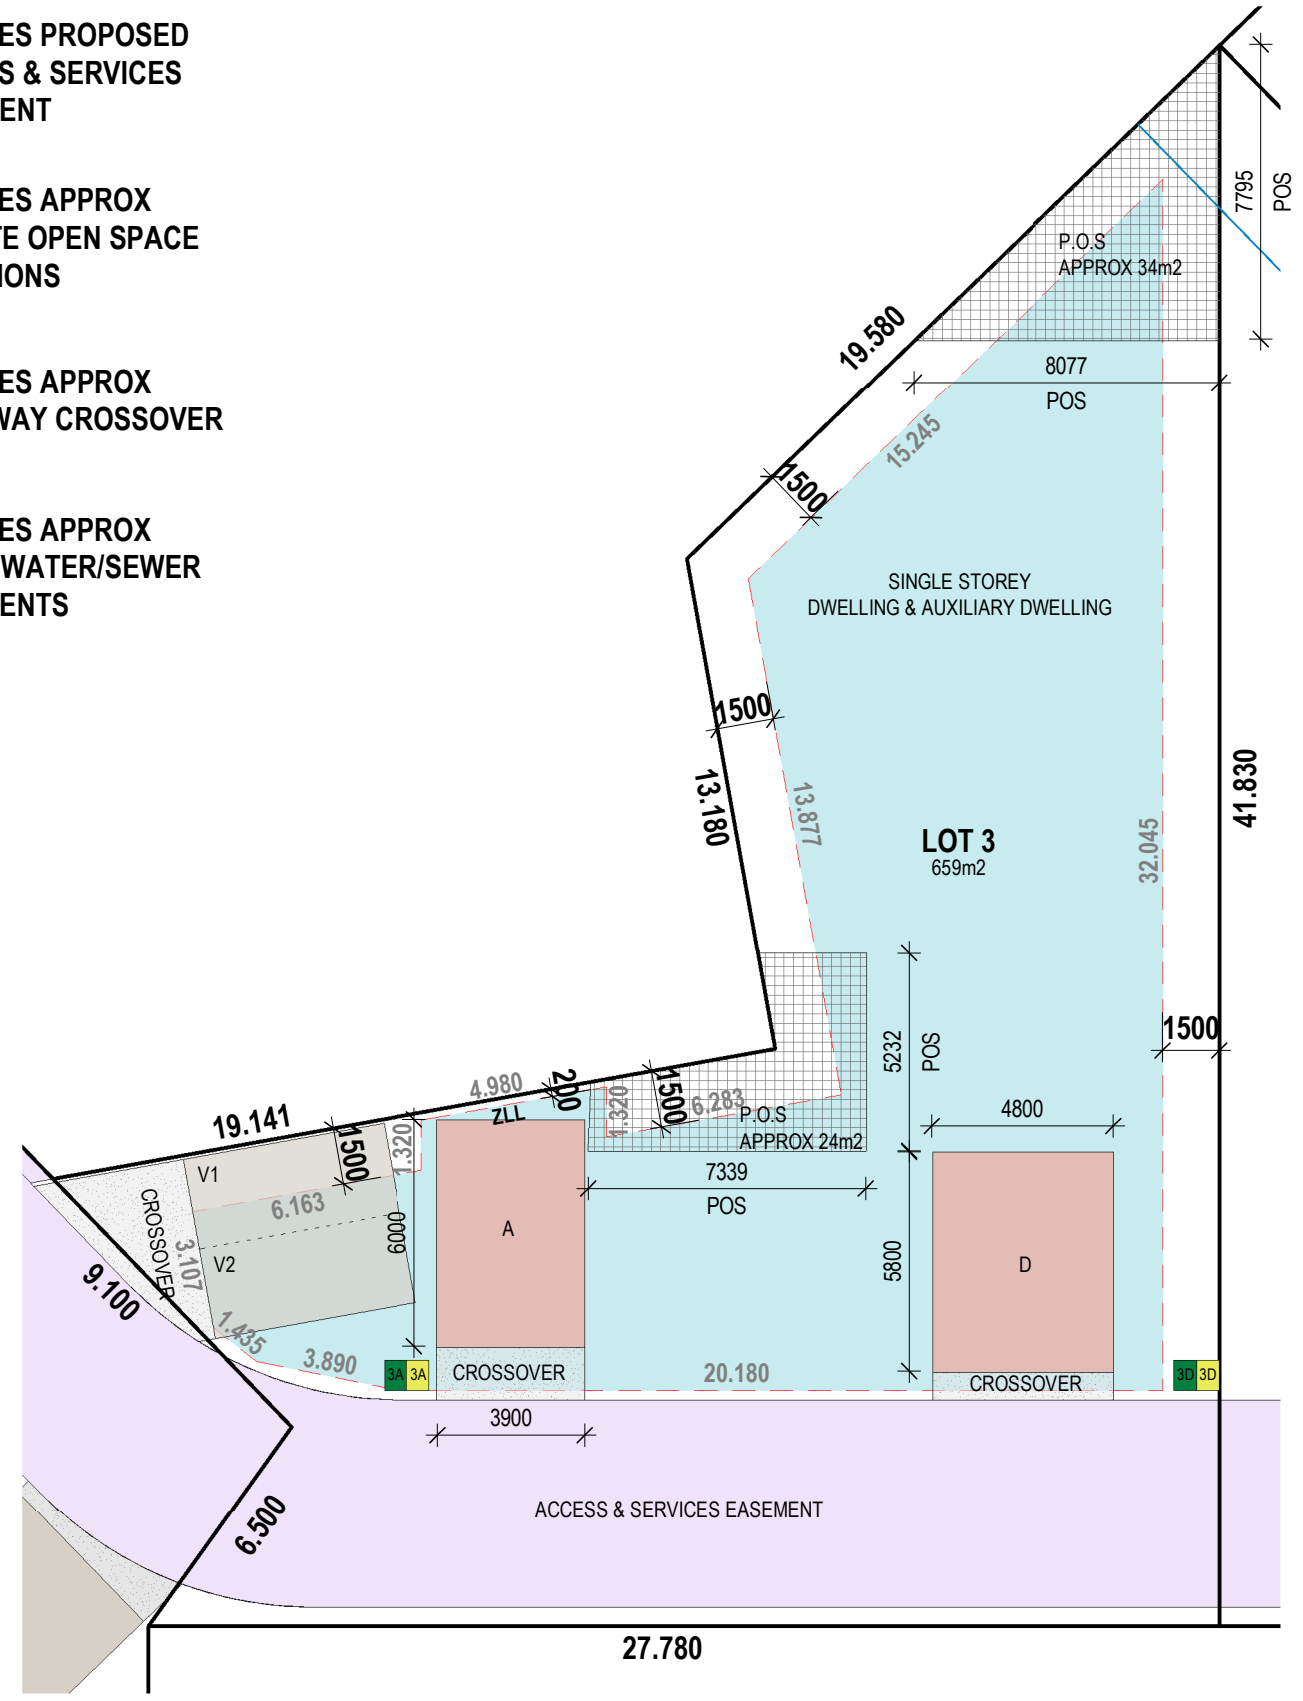 ES PROPOSED
S & SERVICES
ENT
ES APPROX
TE OPEN SPACE
IONS
ES APPROX
WAY CROSSOVER
ES APPROX
WATER/SEWER
ENTS
7795
POS
P.O.S
APPROX 34m2
19.580
8077
POS
15.245
1500
SINGLE STOREY
DWELLING & AUXILIARY DWELLING
1500
13.180
13.877
41.830
LOT 3
659m2
32.045
1500
5232
POS
4.980
200
1500
6.283
1.320
ZLL
P.O.S
APPROX 24m2
4800
19.141
1500
1.320
7339
POS
V1
6.163
6000
A
CROSSOVER
3.107
V2
5800
D
9.100
1.435
3.890
3A
3A
CROSSOVER
20.180
CROSSOVER
3D
3D
3900
6.500
ACCESS & SERVICES EASEMENT
27.780